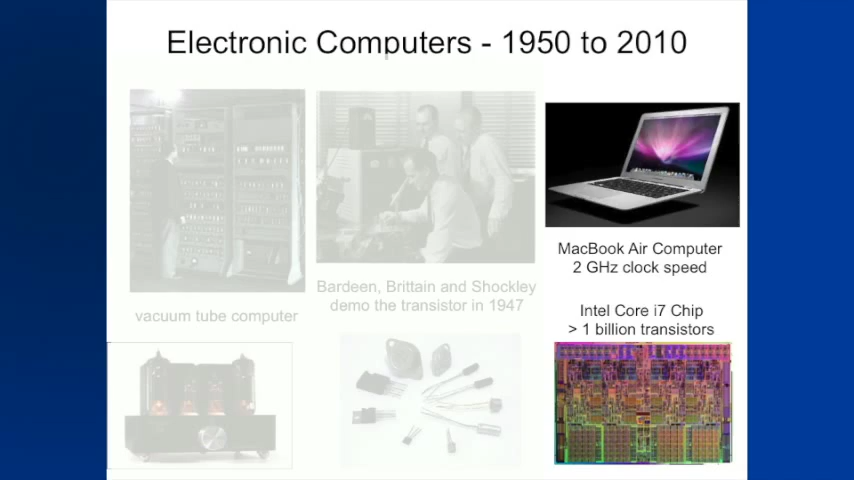 Electronic Computers - 1950 to 2010
vacuum tube computer
Bardeen, Brittain and Shockley
demo the transistor in 1947
MacBook Air Computer
2 GHz clock speed
Intel Core i7 Chip
> 1 billion transistors